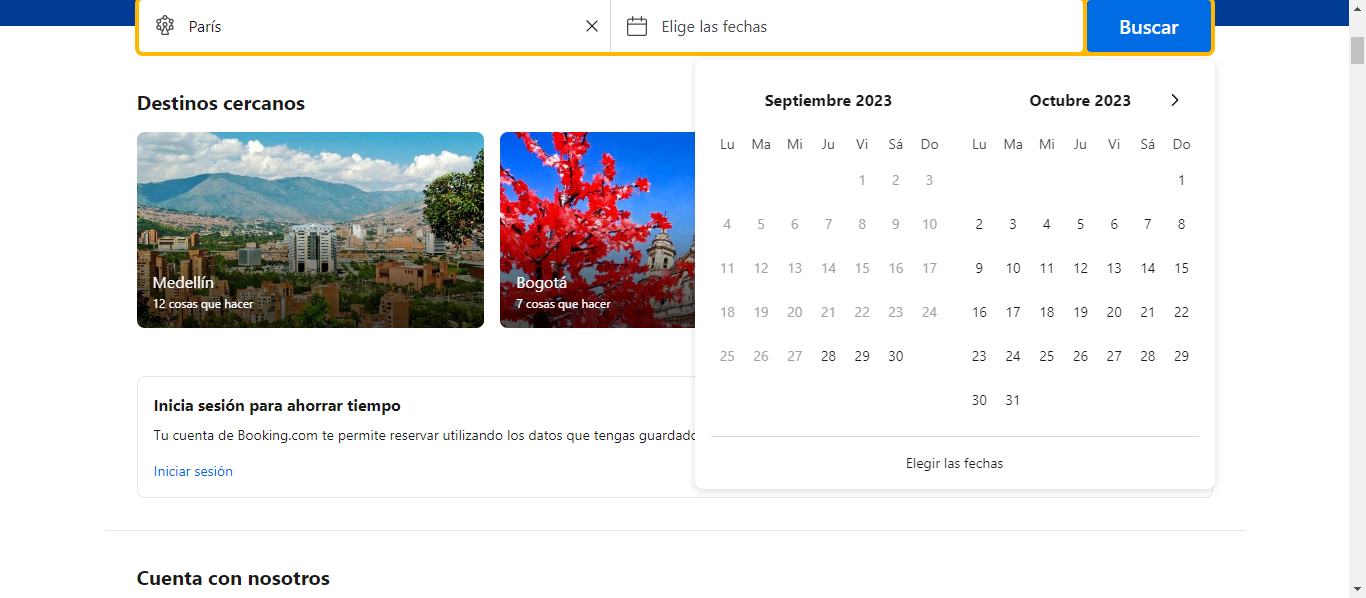 París
Elige las fechas
Buscar
Destinos cercanos
Medellín
12 cosas que hacer
Bogotá
7 cosas que hacer
Septiembre 2023
Lu Ma Mi Ju Vi Sá Do
1 2 3
4 5 6 7 8 9 10
11 12 13 14 15 16 17
18 19 20 21 22 23 24
25 26 27 28 29 30
Octubre 2023
Lu Ma Mi Ju Vi Sá Do
1
2 3 4 5 6 7 8
9 10 11 12 13 14 15
16 17 18 19 20 21 22
23 24 25 26 27 28 29
30 31
Elegir las fechas
Inicia sesión para ahorrar tiempo
Tu cuenta de Booking.com te permite reservar utilizando los datos que tengas guardado
Iniciar sesión
Cuenta con nosotros